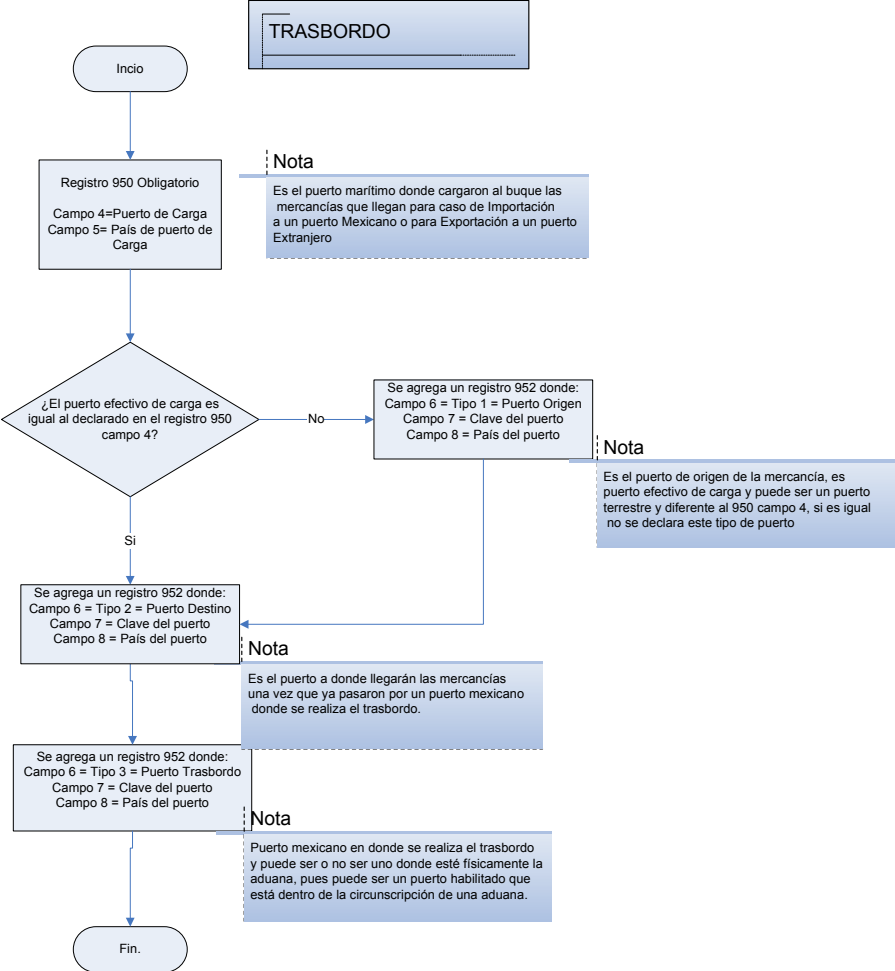 TRASBORDO
Incio
Registro 950 Obligatorio
Campo 4=Puerto de Carga
Campo 5= País de puerto de
Carga
Nota
Es el puerto marítimo donde cargaron al buque las
mercancías que llegan para caso de Importación
a un puerto Mexicano o para Exportación a un puerto
Extranjero
¿El puerto efectivo de carga es
igual al declarado en el registro 950
campo 4?
No
Se agrega un registro 952 donde:
Campo 6 = Tipo 1 = Puerto Origen
Campo 7 = Clave del puerto
Campo 8 = País del puerto
Nota
Es el puerto de origen de la mercancía, es
puerto efectivo de carga y puede ser un puerto
terrestre y diferente al 950 campo 4, si es igual
no se declara este tipo de puerto
Si
Se agrega un registro 952 donde:
Campo 6 = Tipo 2 = Puerto Destino
Campo 7 = Clave del puerto
Campo 8 = País del puerto
Nota
Es el puerto a donde llegarán las mercancías
una vez que ya pasaron por un puerto mexicano
donde se realiza el trasbordo.
Se agrega un registro 952 donde:
Campo 6 = Tipo 3 = Puerto Trasbordo
Campo 7 = Clave del puerto
Campo 8 = País del puerto
Nota
Puerto mexicano en donde se realiza el trasbordo
y puede ser o no ser uno donde esté físicamente la
aduana, pues puede ser un puerto habilitado que
está dentro de la circunscripción de una aduana.
Fin.